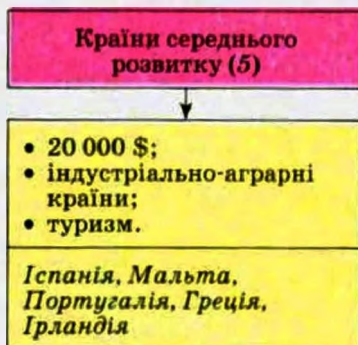 Країни середнього
розвитку (5)
• 20 000 $;
• індустріально-аграрні
країни;
• туризм.
Іспанія, Мальта,
Португалія, Греція,
Ірландія